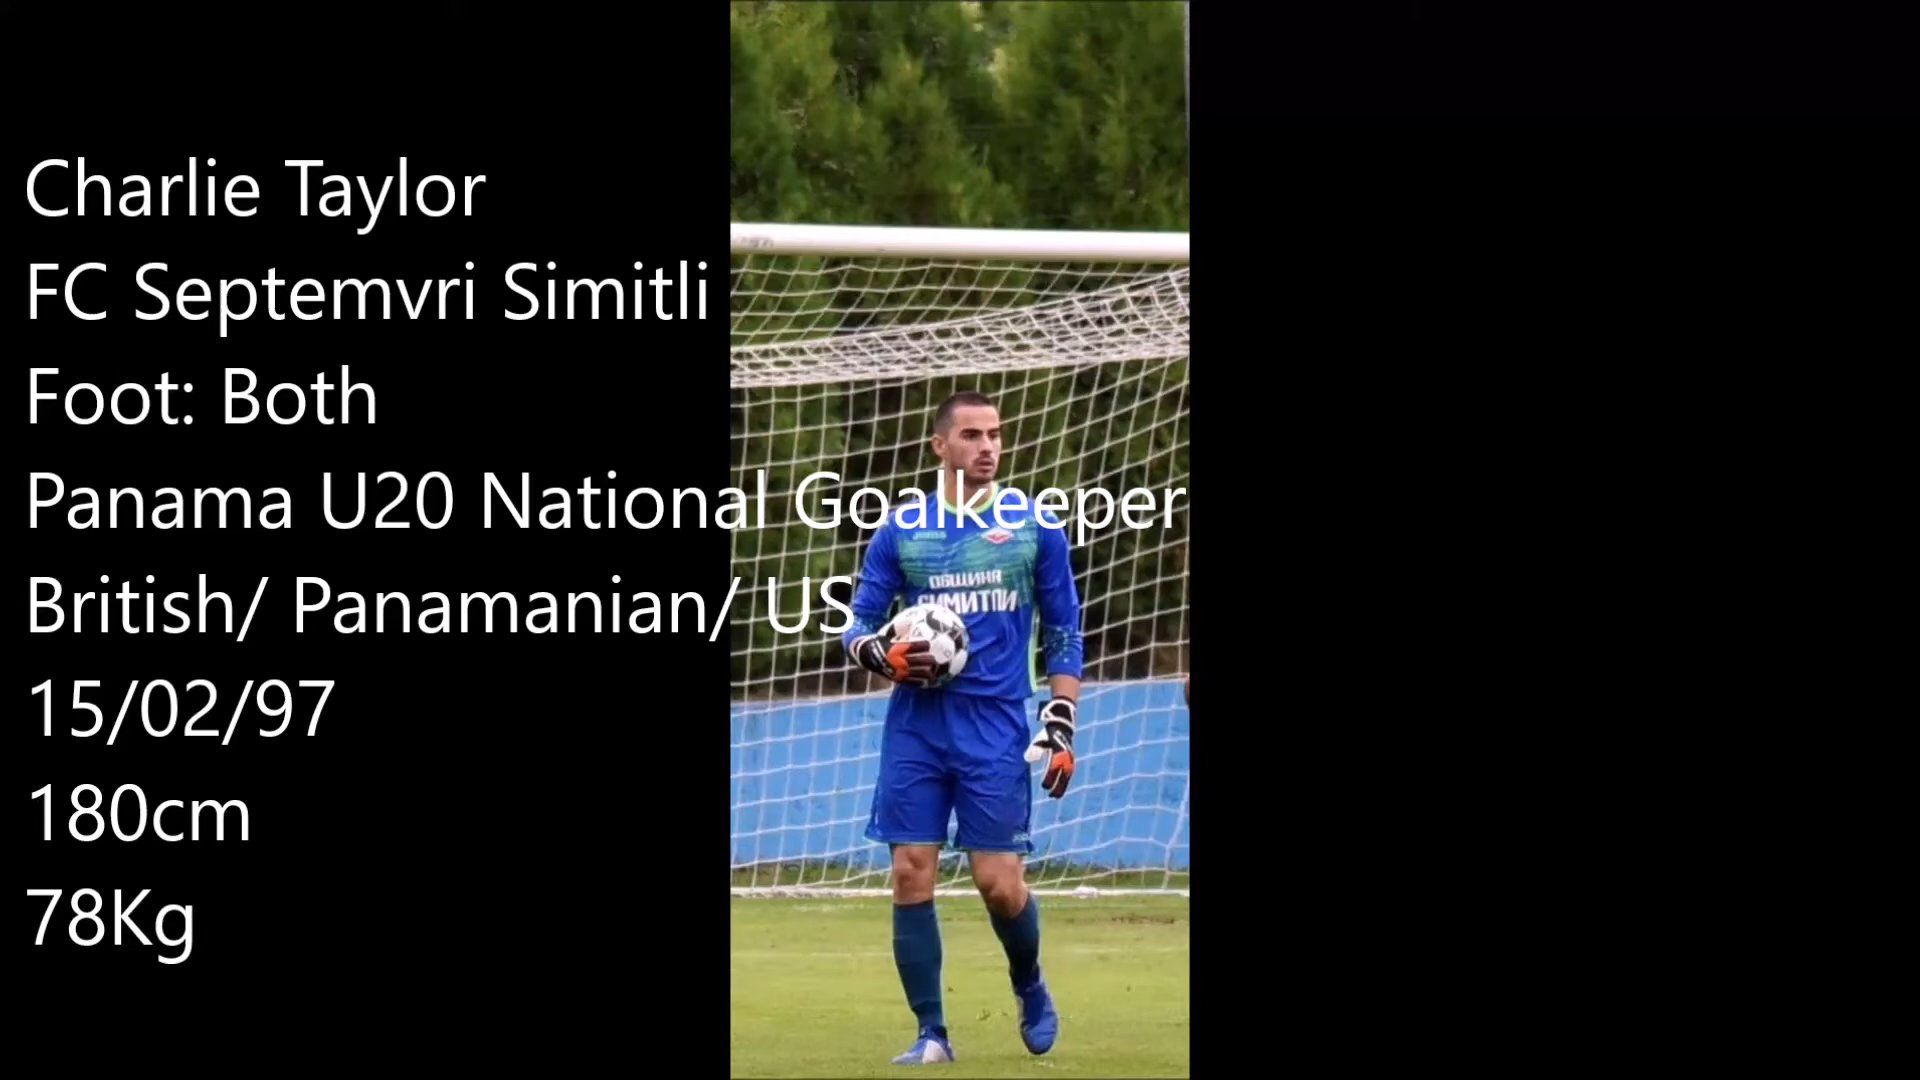 Charlie Taylor
FC Septemvri Simitli
Foot: Both
Panama U20 National Goalkeeper
British/ Panamanian/ US
15/02/97
180cm
78Kg
ОБЩИНА
СИМИТЛИ